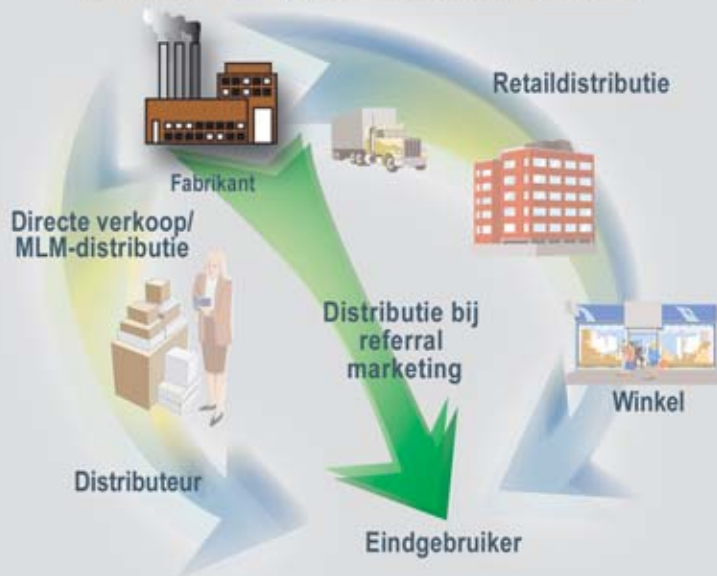 Retaildistributie
Fabrikant
Directe verkoop/
MLM-distributie
Distributie bij
referral
marketing
Winkel
Distributeur
Eindgebruiker